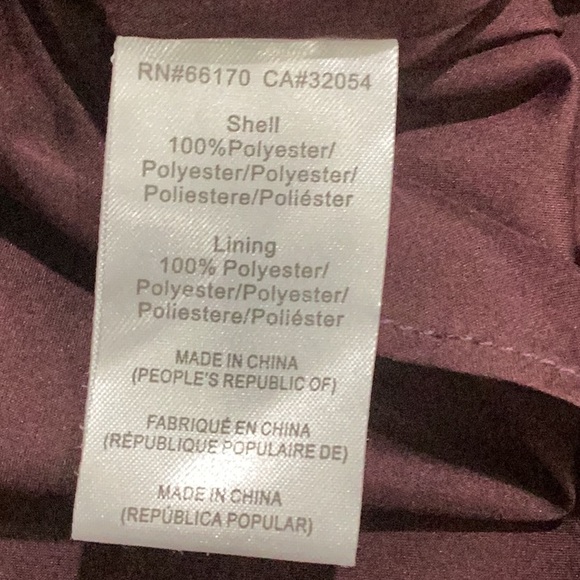 RN#66170 CA#32054
Shell
100%Polyester/
Polyester/Polyester/
Poliestere/Poliéster
Lining
100% Polyester/
Polyester/Polyester/
Poliestere/Poliéster
MADE IN CHINA
(PEOPLE'S REPUBLIC OF)
FABRIQUÉ EN CHINA
(RÉPUBLIQUE POPULAIRE DE)
MADE IN CHINA
(REPÚBLICA POPULAR)